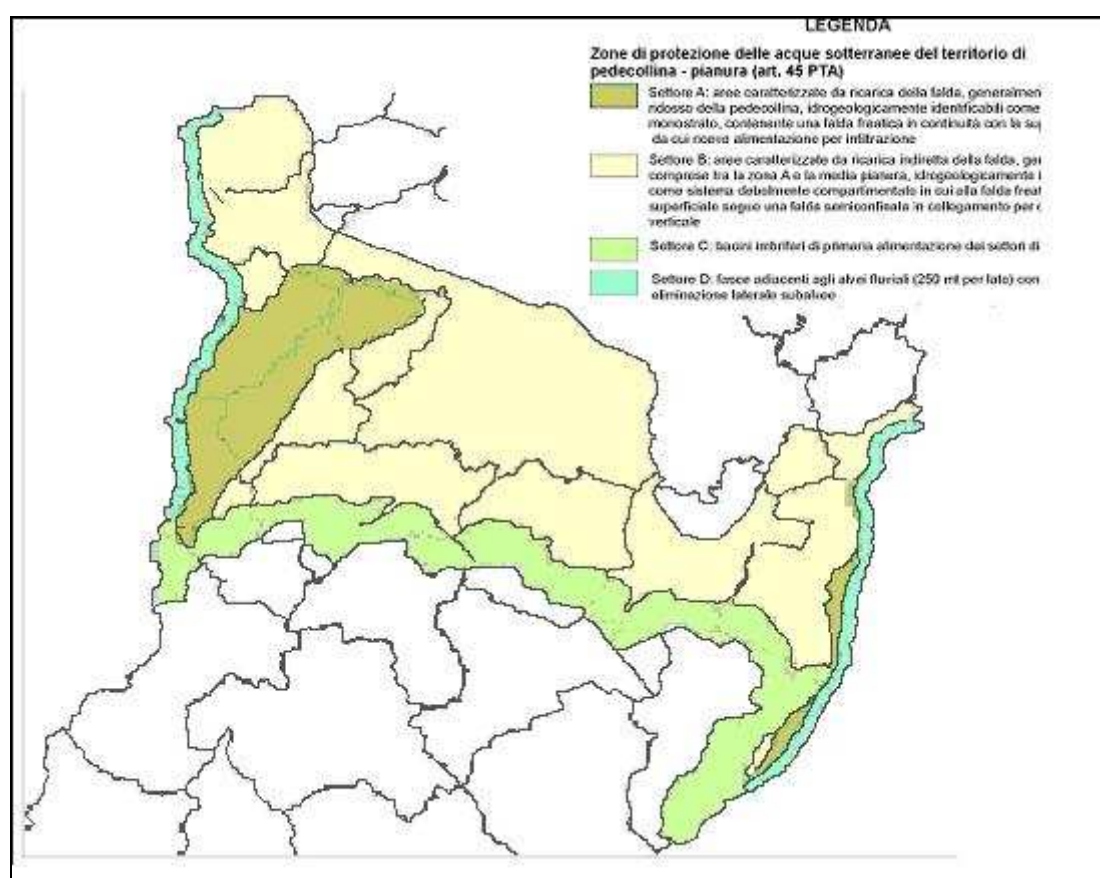 LEGENDA
Zone di protezione delle acque sotterranee del territorio di
pedecollina - pianura (art. 45 PTA)
Settore A: aree caratterizzate da ricarica della falda, generalmen
ridosso della pedecollina, idrogeologicamente identificabili come
monostrato, contenente una falda freatica in continuità con la su
da cui riceve alimentazione per infiltrazione
Settore B: aree caratterizzate da ricarica indiretta della falda, ge
comprese tra la zona A e la media pianura, idrogeologicamente i
come sistema debolmente compartimentato in cui alla falda freat
superficiale segue una falda semiconfinata in collegamento per
verticale
Settore C: bacini imbriferi di primaria alimentazione dei settori di
Settore D: fasce adiacenti agli alvei fluviali (250 mt per lato) con
laterale subalveo